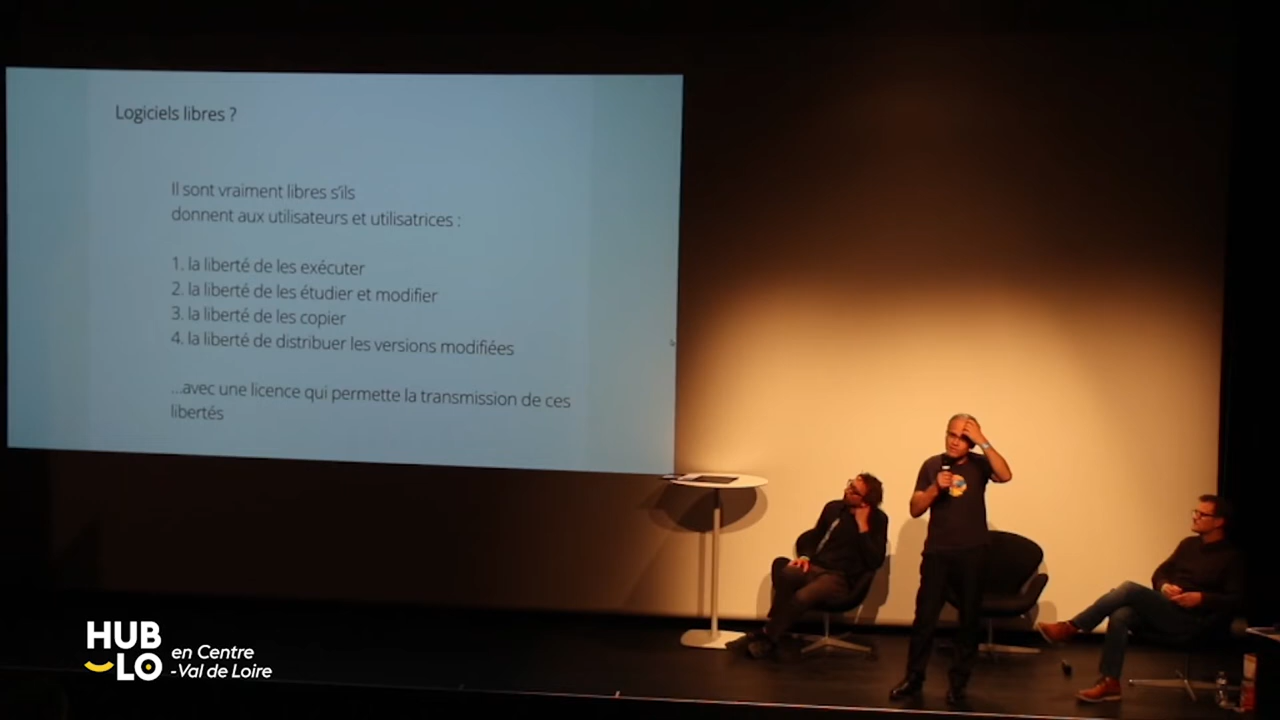 Logiciels libres ?
Il sont vraiment libres s'ils
donnent aux utilisateurs et utilisatrices :
1. la liberté de les exécuter
2. la liberté de les étudier et modifier
3. la liberté de les copier
4. la liberté de distribuer les versions modifiées
...avec une licence qui permette la transmission de ces
libertés
HUB
LO
en Centre
-Val de Loire